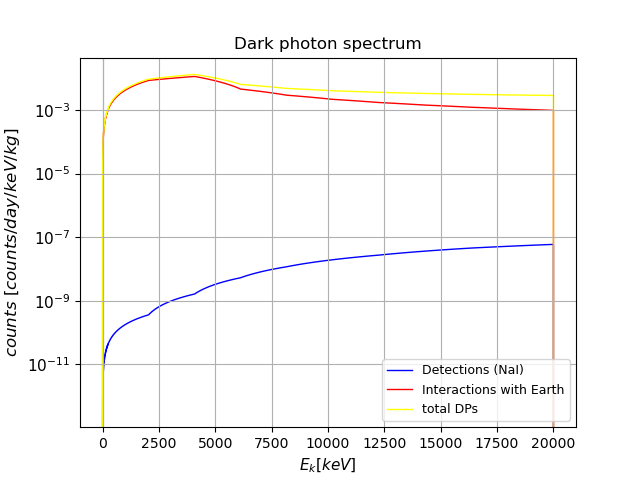 Dark photon spectrum
counts [counts/day/keV/kg]
10⁻³
10⁻⁵
10⁻⁷
10⁻⁹
10⁻¹¹
Detections (NaI)
Interactions with Earth
total DPs
0 2500 5000 7500 10000 12500 15000 17500 20000
Eₖ[keV]